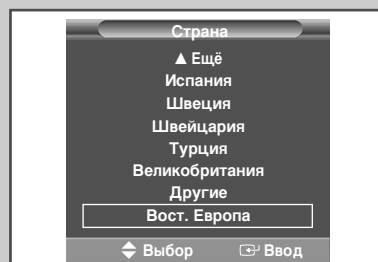 Страна
▲ Ещё
Испания
Швеция
Швейцария
Турция
Великобритания
Другие
Вост. Европа
Выбор Ввод